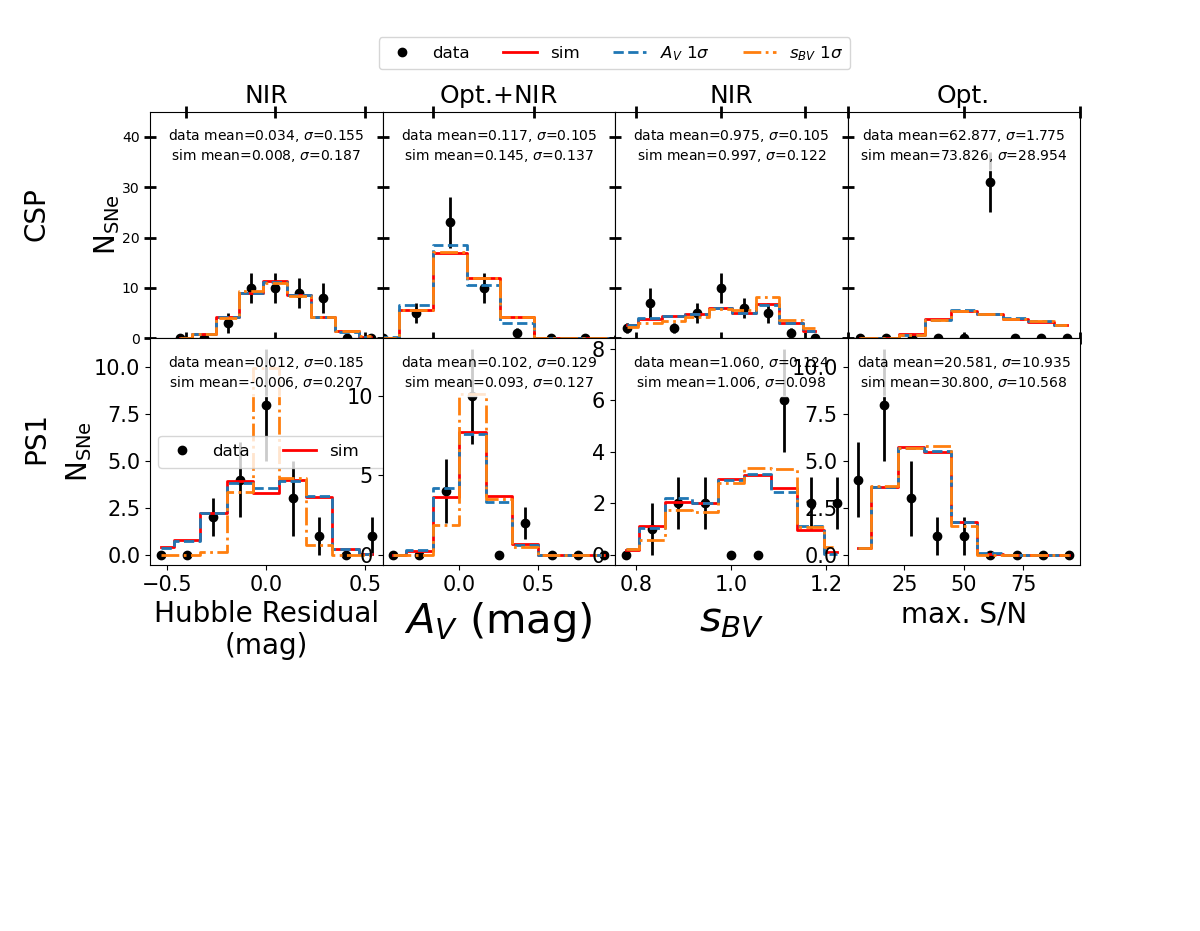 data sim A_V 1σ s_BV 1σ
NIR Opt.+NIR NIR Opt.
CSP
N_SNe
40
30
20
10
0
data mean=0.034, σ=0.155
sim mean=0.008, σ=0.187
data mean=0.117, σ=0.105
sim mean=0.145, σ=0.137
data mean=0.975, σ=0.105
sim mean=0.997, σ=0.122
data mean=62.877, σ=1.775
sim mean=73.826, σ=28.954
PS1
N_SNe
10.0
7.5
5.0
2.5
0.0
data mean=0.012, σ=0.185
sim mean=-0.006, σ=0.207
data sim
10
5
0
data mean=0.102, σ=0.129
sim mean=0.093, σ=0.127
8
6
4
2
0
data mean=1.060, σ=0.124
sim mean=1.006, σ=0.098
10.0
7.5
5.0
2.5
0.0
data mean=20.581, σ=10.935
sim mean=30.800, σ=10.568
−0.5 0.0 0.5
0.0 0.5
0.8 1.0 1.2
25 50 75
Hubble Residual
(mag)
A_V (mag)
s_BV
max. S/N